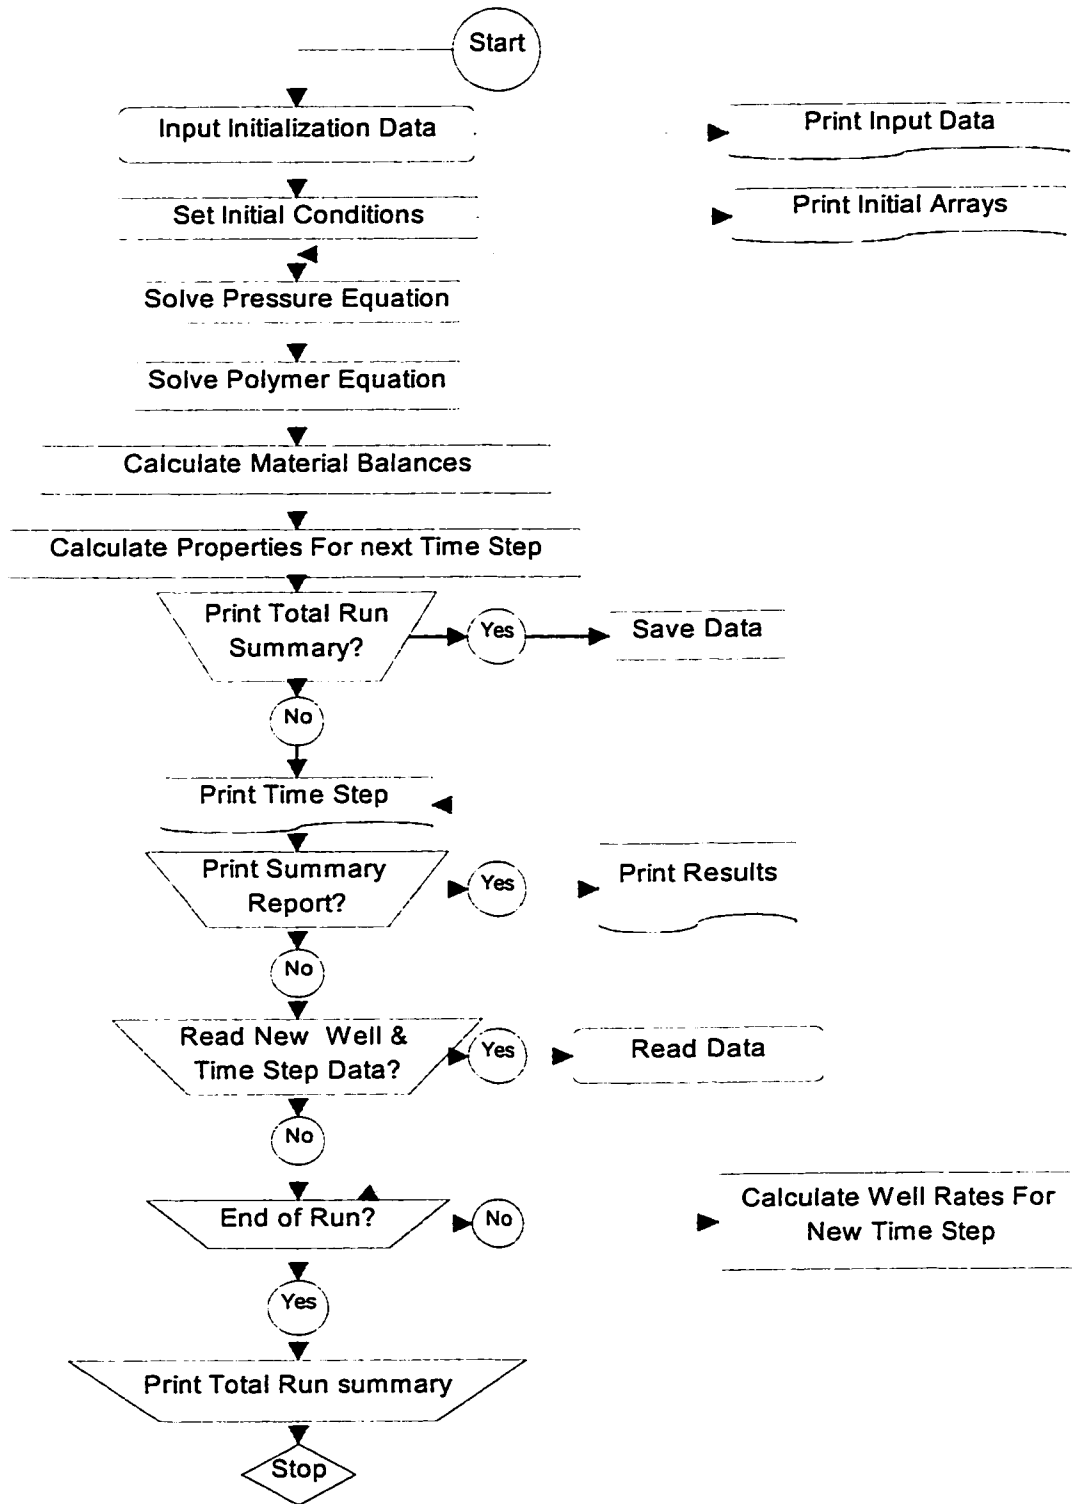 Start
Input Initialization Data
Print Input Data
Set Initial Conditions
Print Initial Arrays
Solve Pressure Equation
Solve Polymer Equation
Calculate Material Balances
Calculate Properties For next Time Step
Print Total Run
Summary?
Yes
Save Data
No
Print Time Step
Print Summary
Report?
Yes
Print Results
No
Read New Well &
Time Step Data?
Yes
Read Data
No
End of Run?
No
Calculate Well Rates For
New Time Step
Yes
Print Total Run summary
Stop